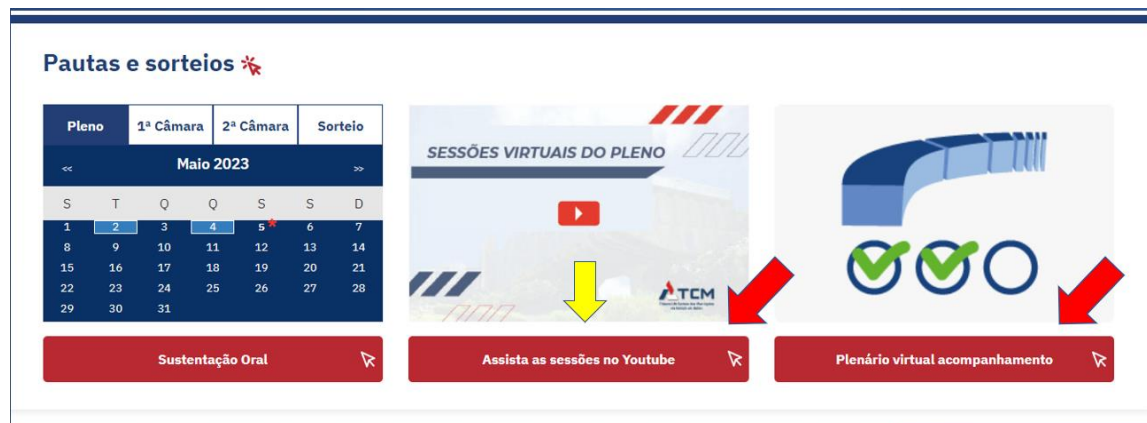 Pautas e sorteios
Pleno 1ª Câmara 2ª Câmara Sorteio
<< Maio 2023 >>
S T Q Q S S D
1 2 3 4 5* 6 7
8 9 10 11 12 13 14
15 16 17 18 19 20 21
22 23 24 25 26 27 28
29 30 31
Sustentação Oral
SESSÕES VIRTUAIS DO PLENO
TCM
Assista as sessões no Youtube
Plenário virtual acompanhamento